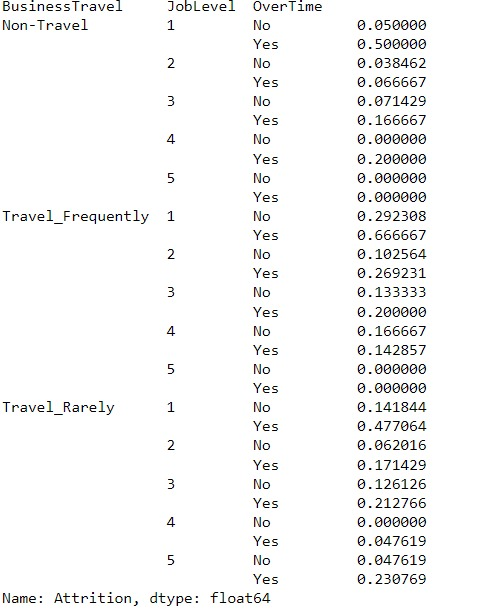 BusinessTravel JobLevel OverTime
Non-Travel 1 No 0.050000
Yes 0.500000
2 No 0.038462
Yes 0.066667
3 No 0.071429
Yes 0.166667
4 No 0.000000
Yes 0.200000
5 No 0.000000
Yes 0.000000
Travel_Frequently 1 No 0.292308
Yes 0.666667
2 No 0.102564
Yes 0.269231
3 No 0.133333
Yes 0.200000
4 No 0.166667
Yes 0.142857
5 No 0.000000
Yes 0.000000
Travel_Rarely 1 No 0.141844
Yes 0.477064
2 No 0.062016
Yes 0.171429
3 No 0.126126
Yes 0.212766
4 No 0.000000
Yes 0.047619
5 No 0.047619
Yes 0.230769
Name: Attrition, dtype: float64